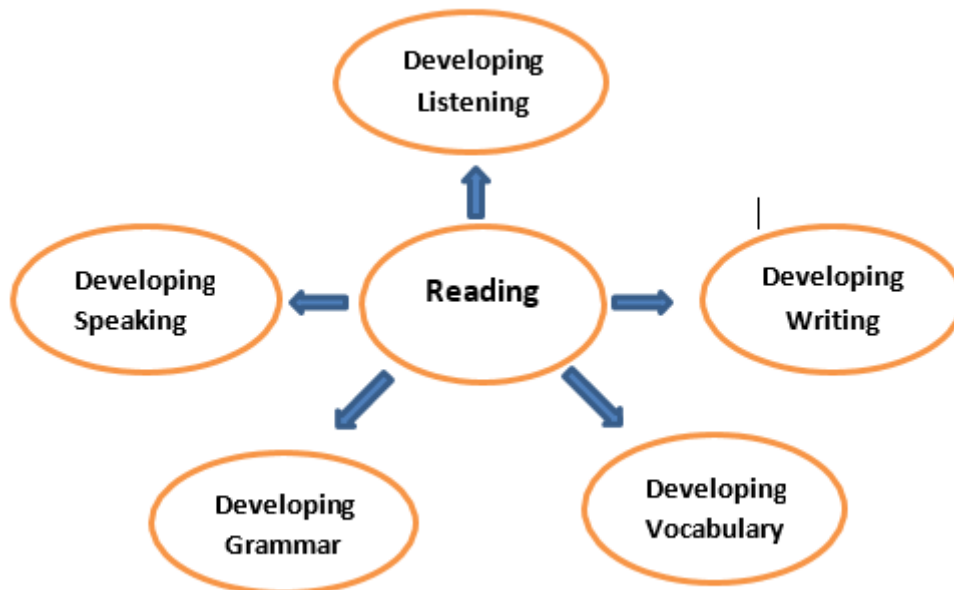 Developing
Listening
Developing
Speaking
Reading
Developing
Writing
Developing
Grammar
Developing
Vocabulary